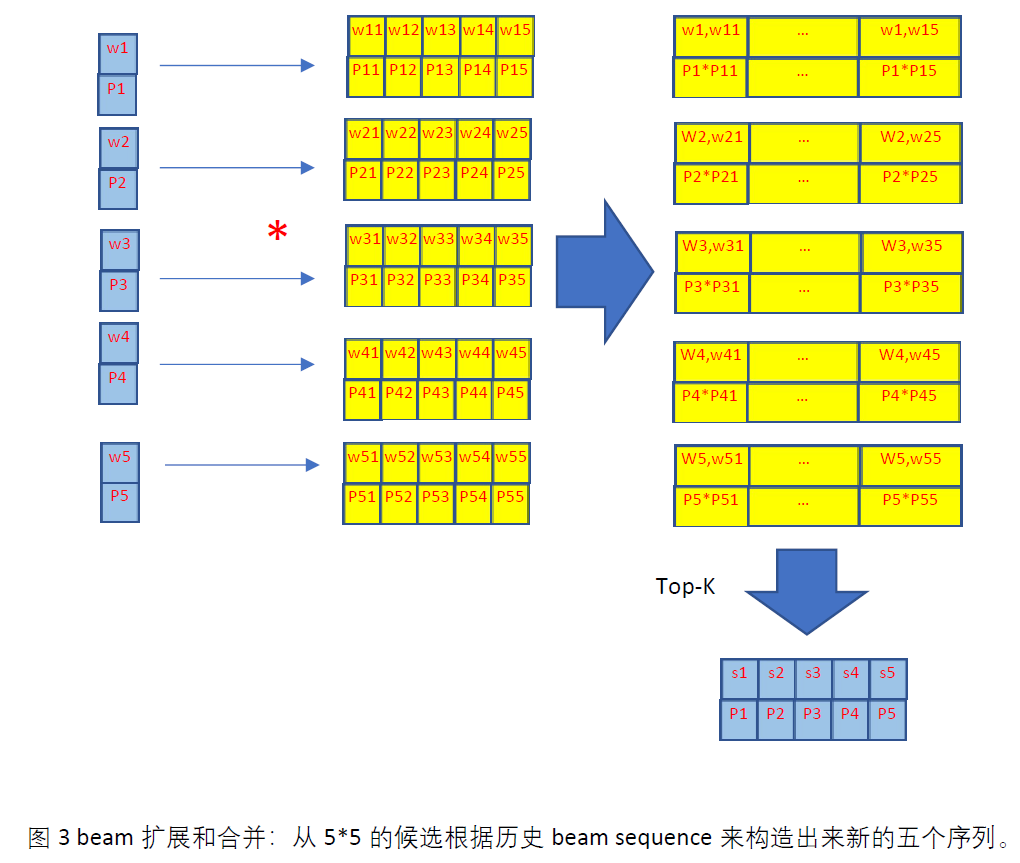 w1
P1
w11 w12 w13 w14 w15
P11 P12 P13 P14 P15
w1,w11 ... w1,w15
P1*P11 ... P1*P15
w2
P2
w21 w22 w23 w24 w25
P21 P22 P23 P24 P25
W2,w21 ... W2,w25
P2*P21 ... P2*P25
*
w3
P3
w31 w32 w33 w34 w35
P31 P32 P33 P34 P35
W3,w31 ... W3,w35
P3*P31 ... P3*P35
w4
P4
w41 w42 w43 w44 w45
P41 P42 P43 P44 P45
W4,w41 ... W4,w45
P4*P41 ... P4*P45
w5
P5
w51 w52 w53 w54 w55
P51 P52 P53 P54 P55
W5,w51 ... W5,w55
P5*P51 ... P5*P55
Top-K
s1 s2 s3 s4 s5
P1 P2 P3 P4 P5
图 3 beam 扩展和合并：从 5*5 的候选根据历史 beam sequence 来构造出来新的五个序列。